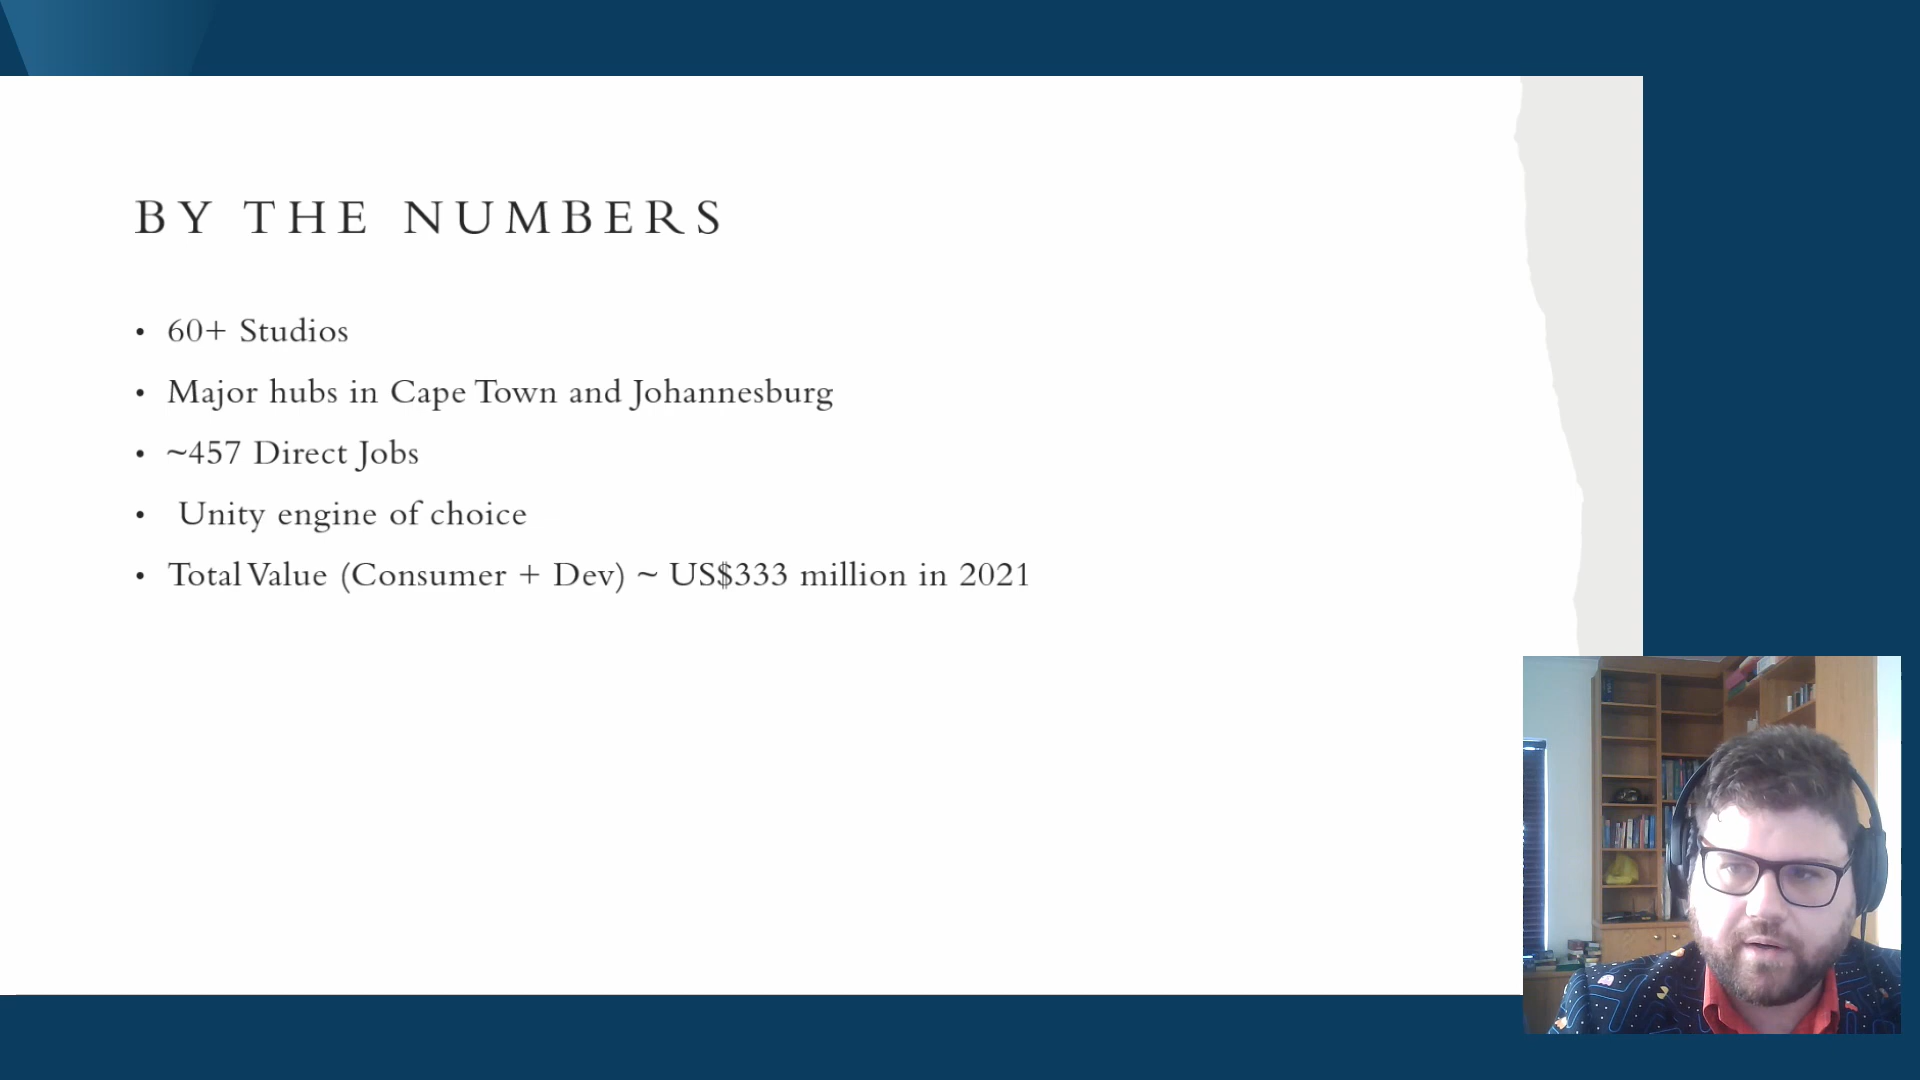 BY THE NUMBERS
• 60+ Studios
• Major hubs in Cape Town and Johannesburg
• ~457 Direct Jobs
• Unity engine of choice
• Total Value (Consumer + Dev) ~ US$333 million in 2021